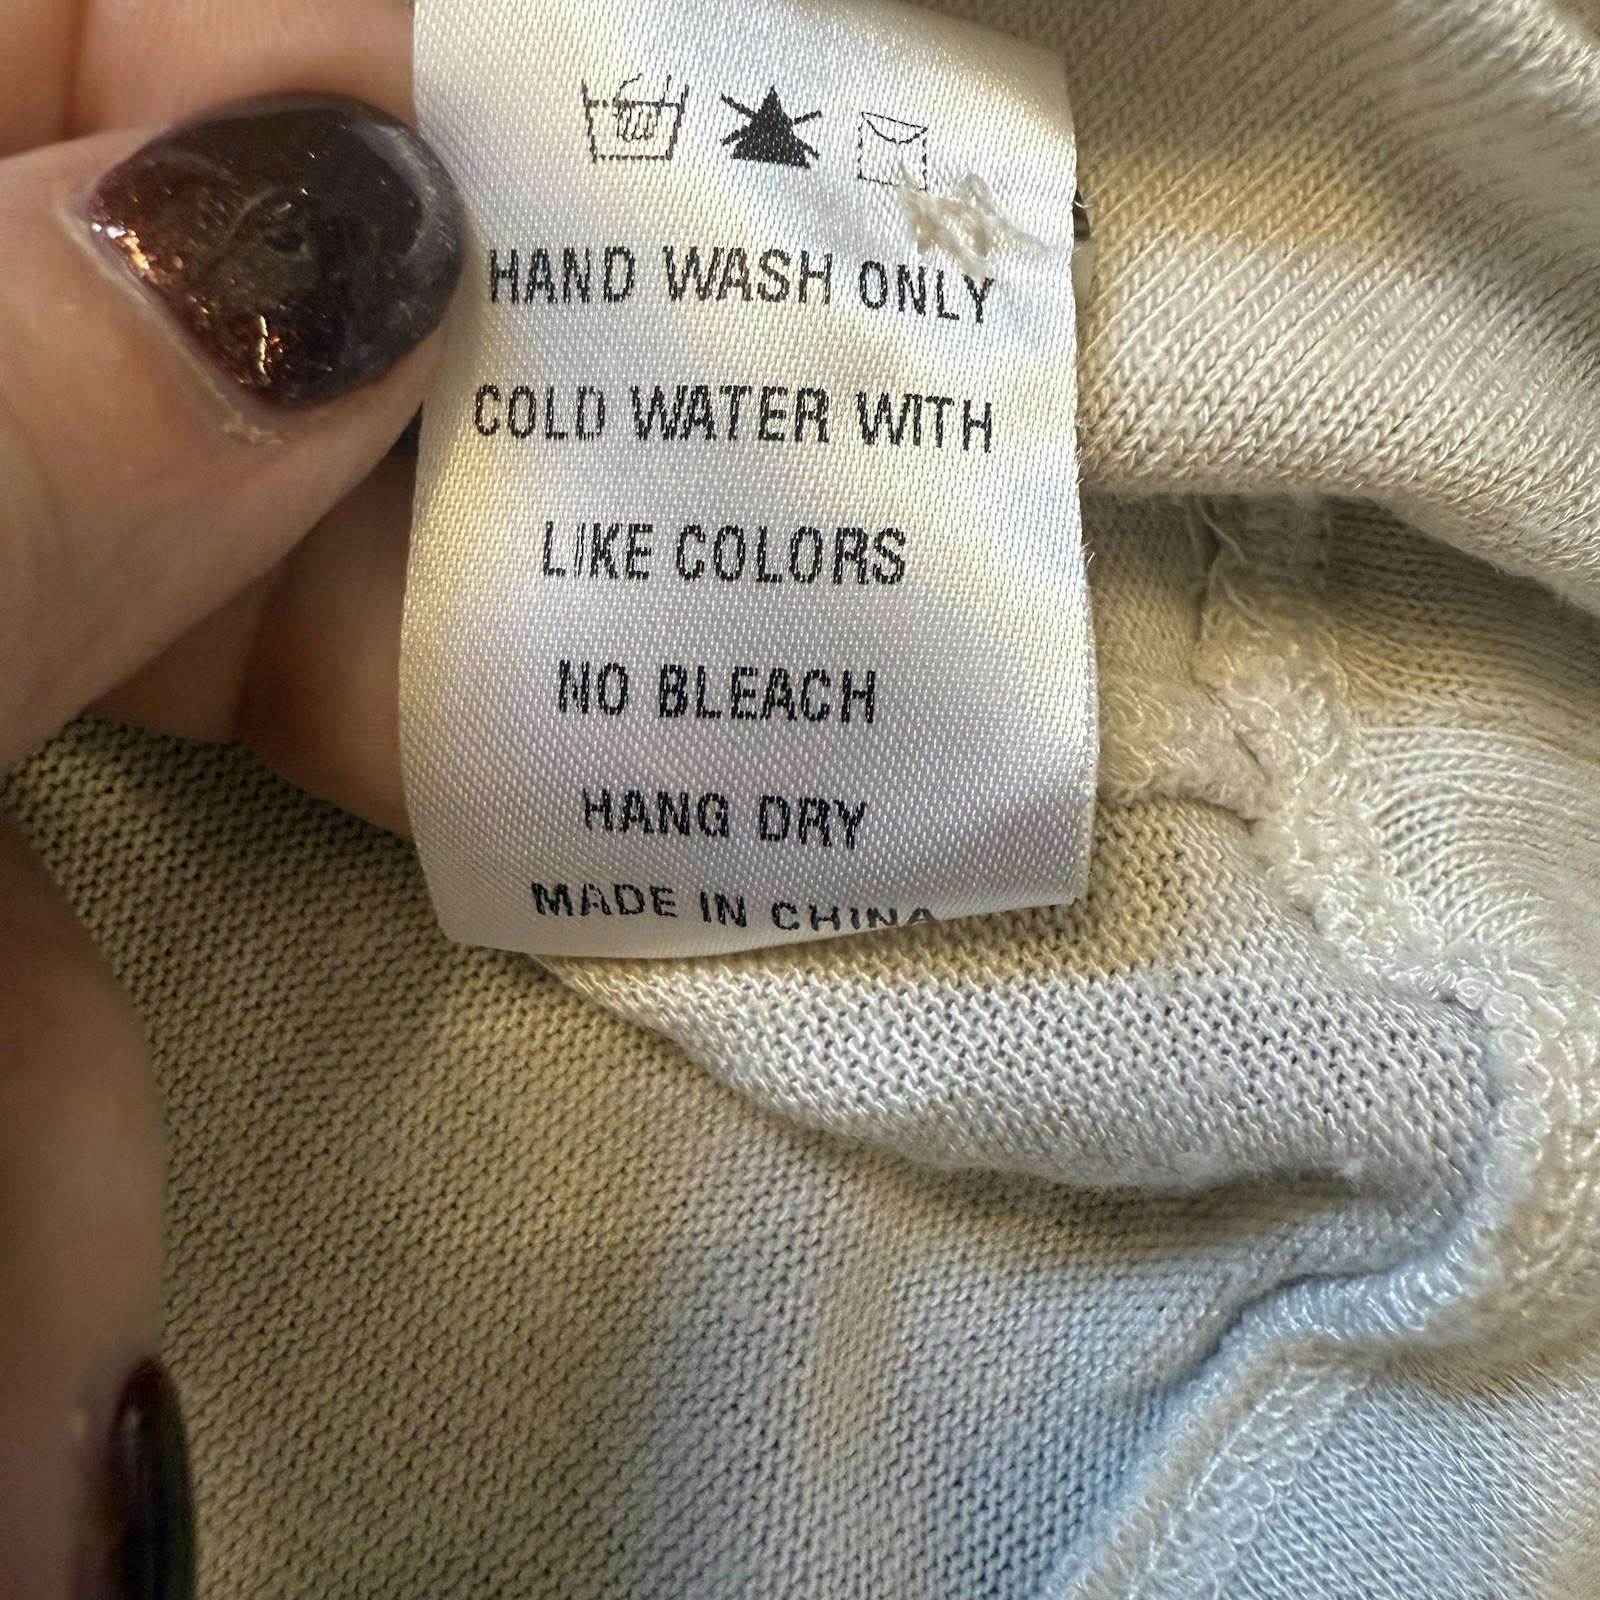 HAND WASH ONLY
COLD WATER WITH
LIKE COLORS
NO BLEACH
HANG DRY
MADE IN CHINA